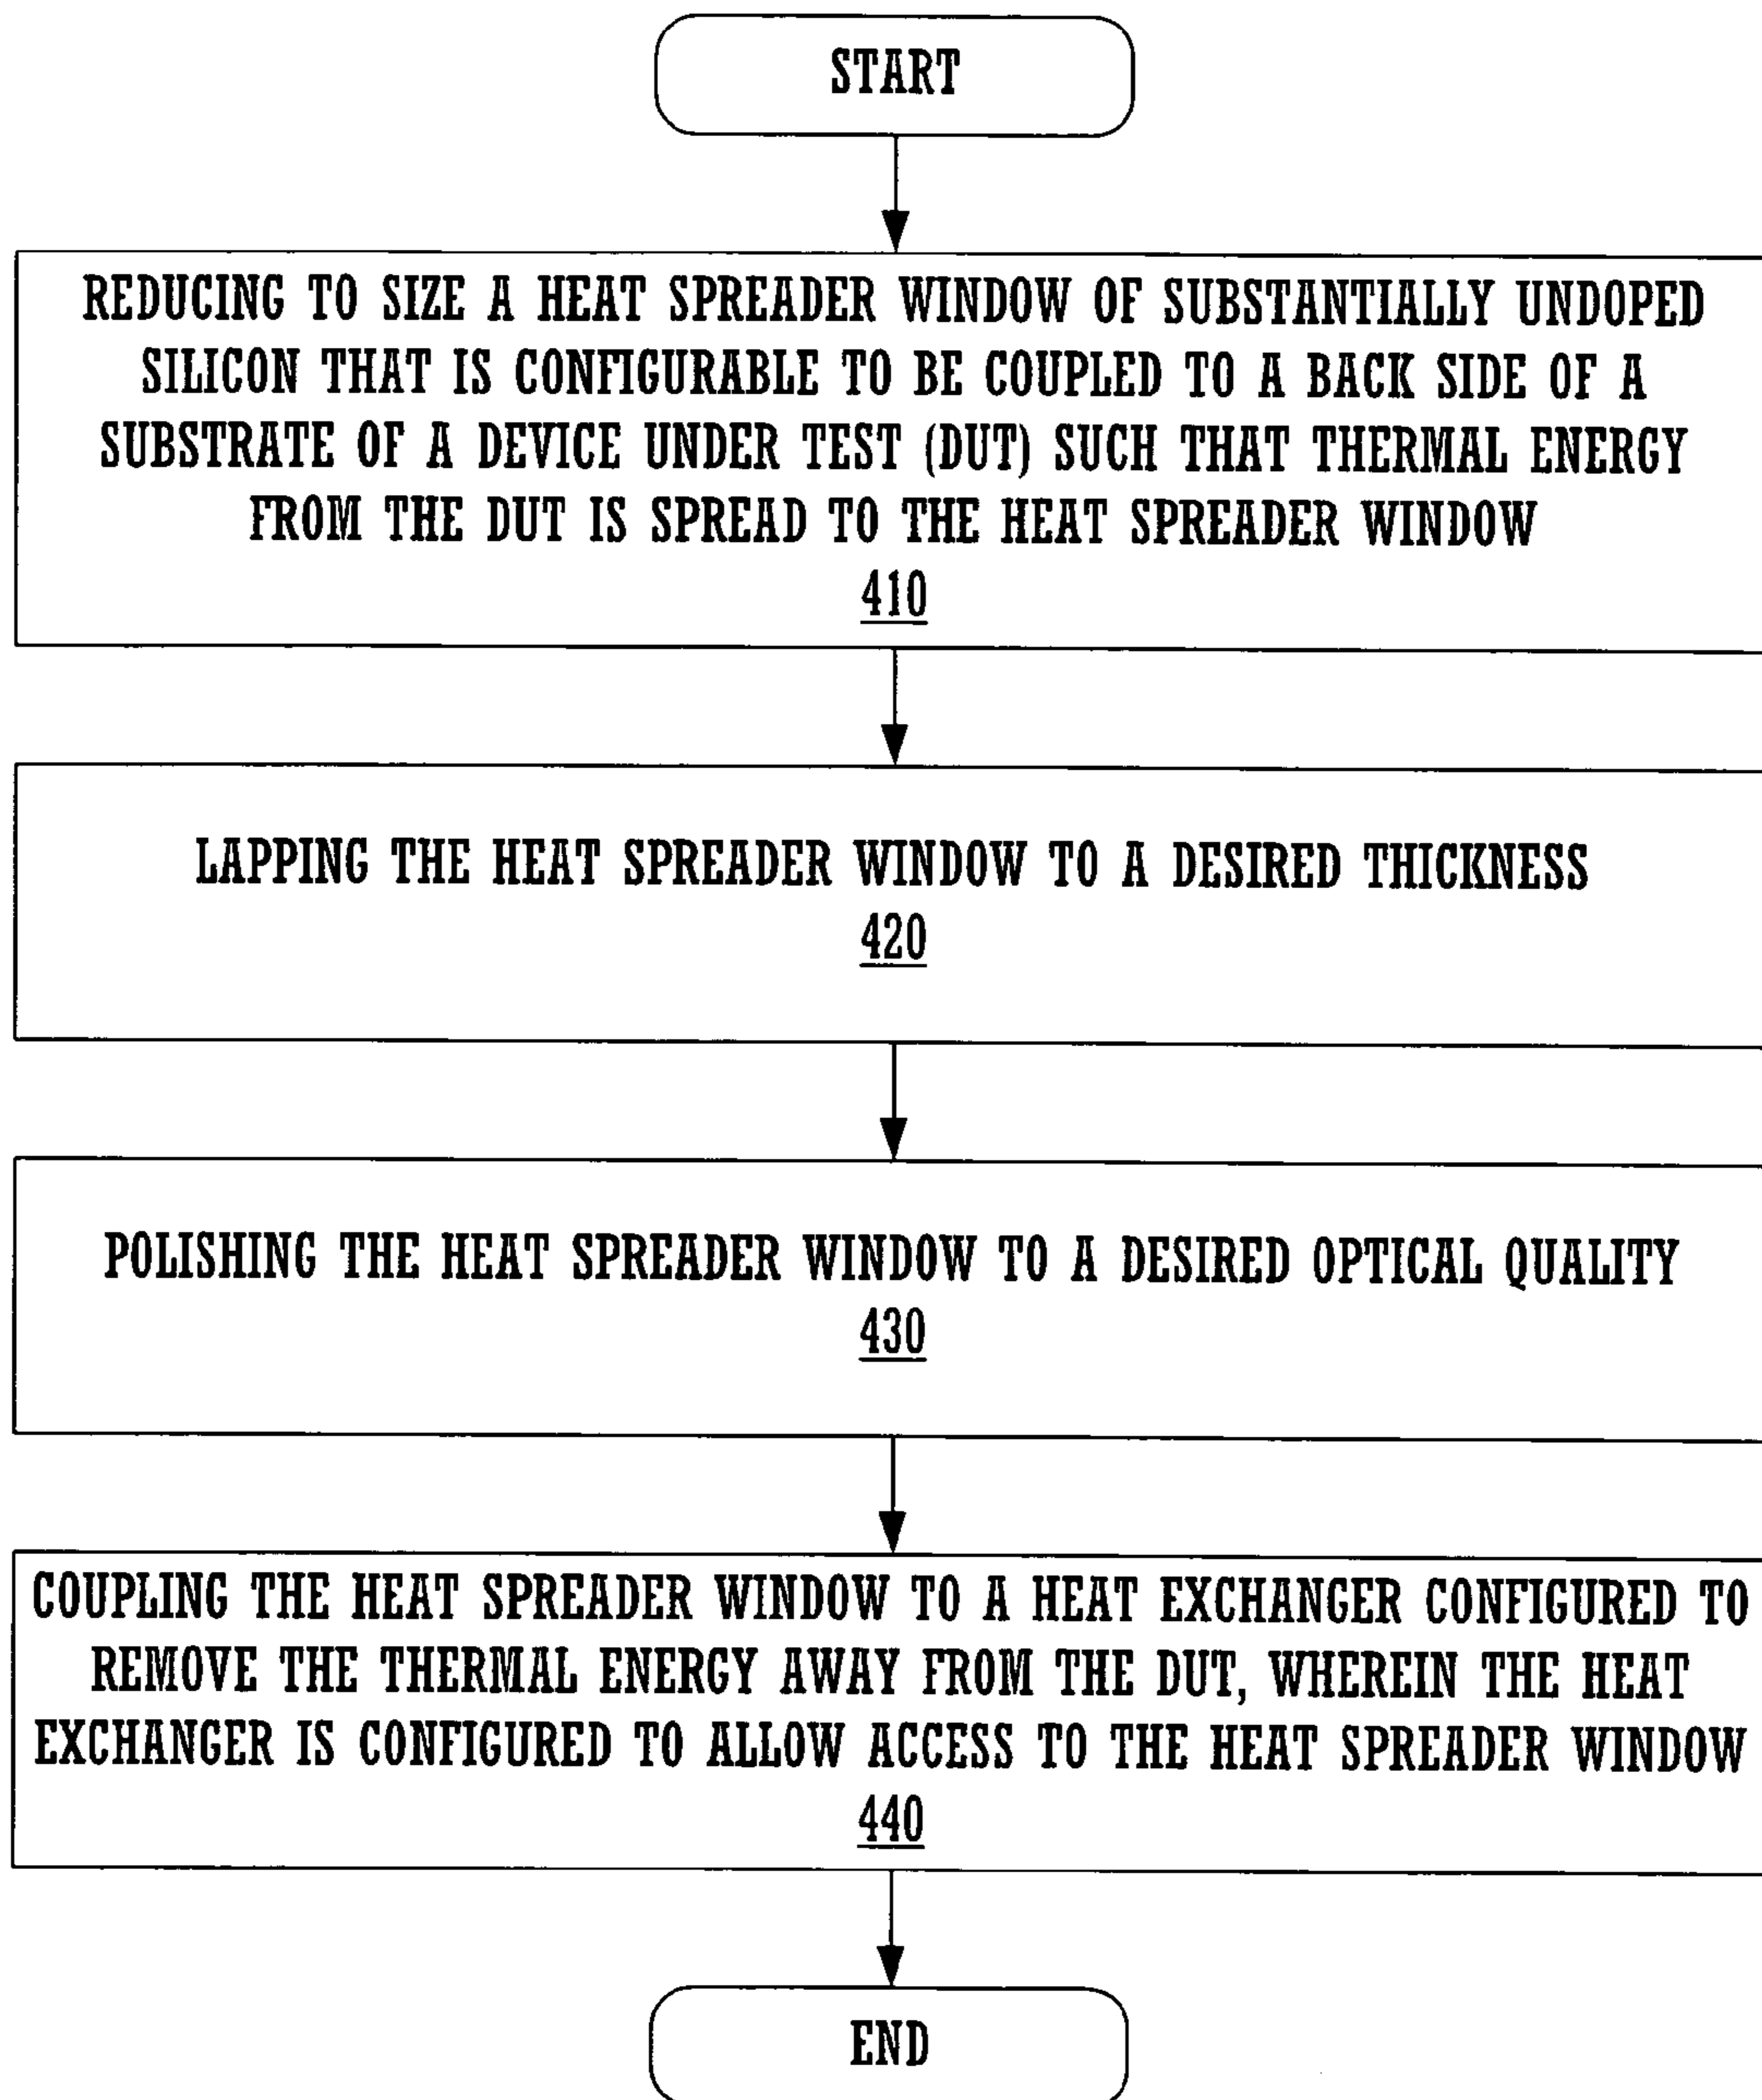 START
REDUCING TO SIZE A HEAT SPREADER WINDOW OF SUBSTANTIALLY UNDOPED
SILICON THAT IS CONFIGURABLE TO BE COUPLED TO A BACK SIDE OF A
SUBSTRATE OF A DEVICE UNDER TEST (DUT) SUCH THAT THERMAL ENERGY
FROM THE DUT IS SPREAD TO THE HEAT SPREADER WINDOW
410
LAPPING THE HEAT SPREADER WINDOW TO A DESIRED THICKNESS
420
POLISHING THE HEAT SPREADER WINDOW TO A DESIRED OPTICAL QUALITY
430
COUPLING THE HEAT SPREADER WINDOW TO A HEAT EXCHANGER CONFIGURED TO
REMOVE THE THERMAL ENERGY AWAY FROM THE DUT, WHEREIN THE HEAT
EXCHANGER IS CONFIGURED TO ALLOW ACCESS TO THE HEAT SPREADER WINDOW
440
END